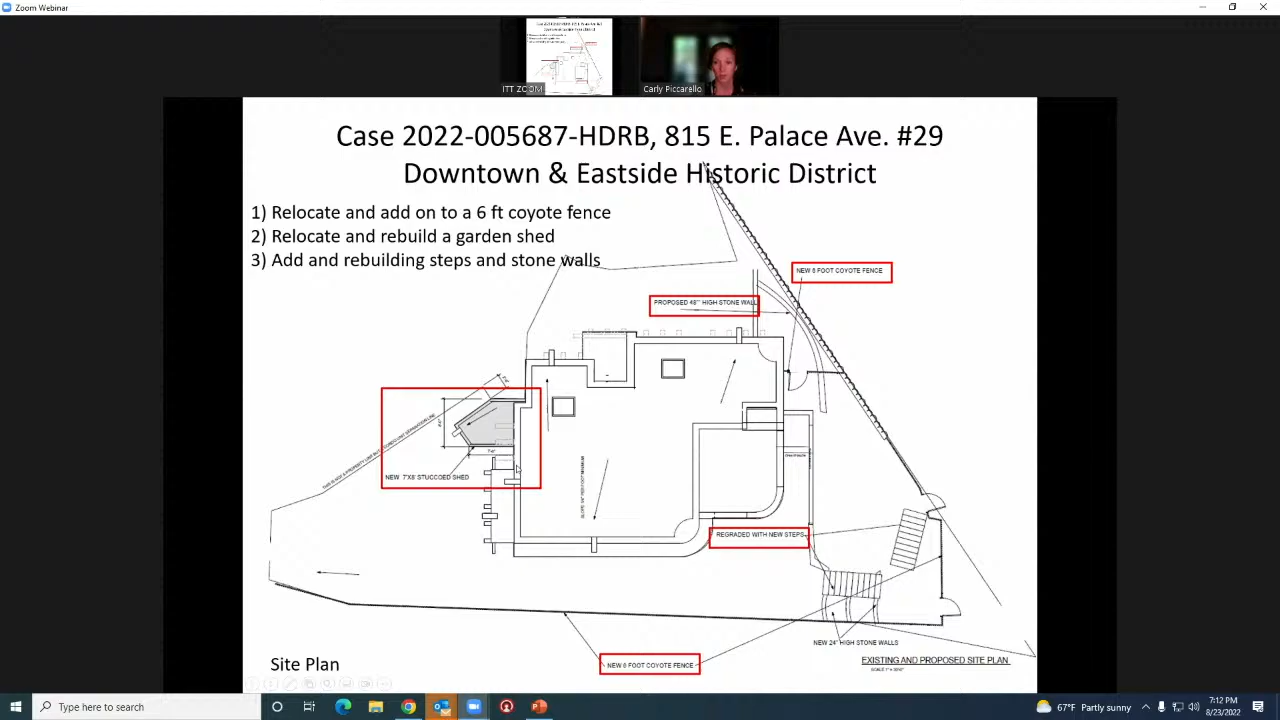 Zoom Webinar
ITT ZOOM
Carly Piccarello
Case 2022-005687-HDRB, 815 E. Palace Ave. #29
Downtown & Eastside Historic District
1) Relocate and add on to a 6 ft coyote fence
2) Relocate and rebuild a garden shed
3) Add and rebuilding steps and stone walls
NEW 6 FOOT COYOTE FENCE
PROPOSED 48" HIGH STONE WALL
NEW 7'X8' STUCCOED SHED
REGRADED WITH NEW STEPS
NEW 24" HIGH STONE WALLS
EXISTING AND PROPOSED SITE PLAN
NEW 6 FOOT COYOTE FENCE
Site Plan
Type here to search
67°F Partly sunny
7:12 PM
8/23/2022